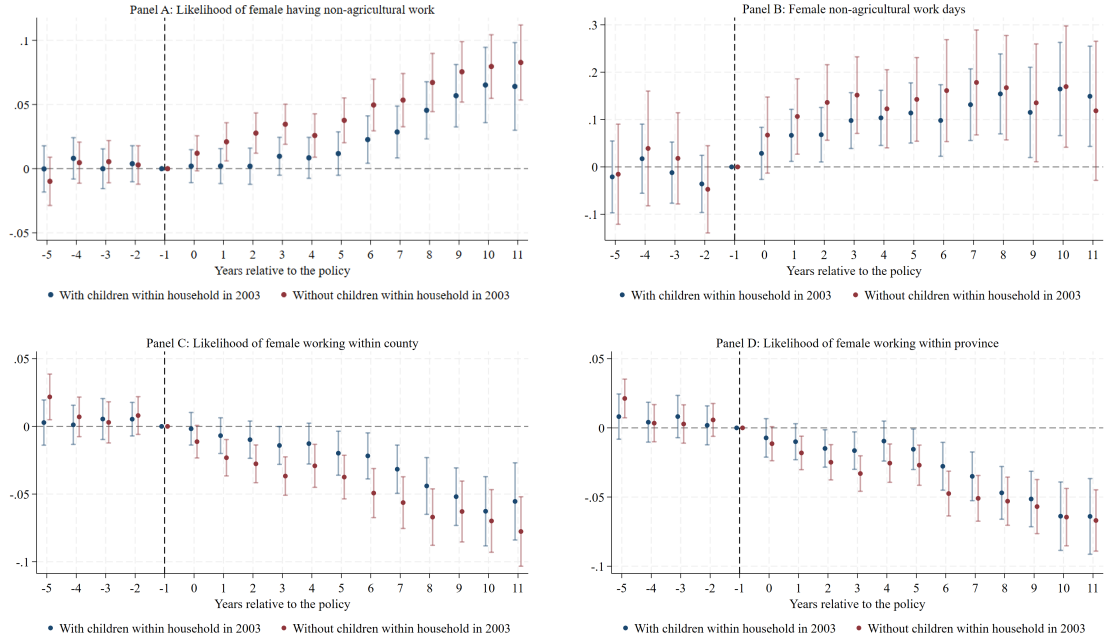 Panel A: Likelihood of female having non-agricultural work
.1
.05
0
-.05
-5 -4 -3 -2 -1 0 1 2 3 4 5 6 7 8 9 10 11
Years relative to the policy
With children within household in 2003 Without children within household in 2003
Panel B: Female non-agricultural work days
.3
.2
.1
0
-.1
-5 -4 -3 -2 -1 0 1 2 3 4 5 6 7 8 9 10 11
Years relative to the policy
With children within household in 2003 Without children within household in 2003
Panel C: Likelihood of female working within county
.05
0
-.05
-.1
-5 -4 -3 -2 -1 0 1 2 3 4 5 6 7 8 9 10 11
Years relative to the policy
With children within household in 2003 Without children within household in 2003
Panel D: Likelihood of female working within province
.05
0
-.05
-.1
-5 -4 -3 -2 -1 0 1 2 3 4 5 6 7 8 9 10 11
Years relative to the policy
With children within household in 2003 Without children within household in 2003